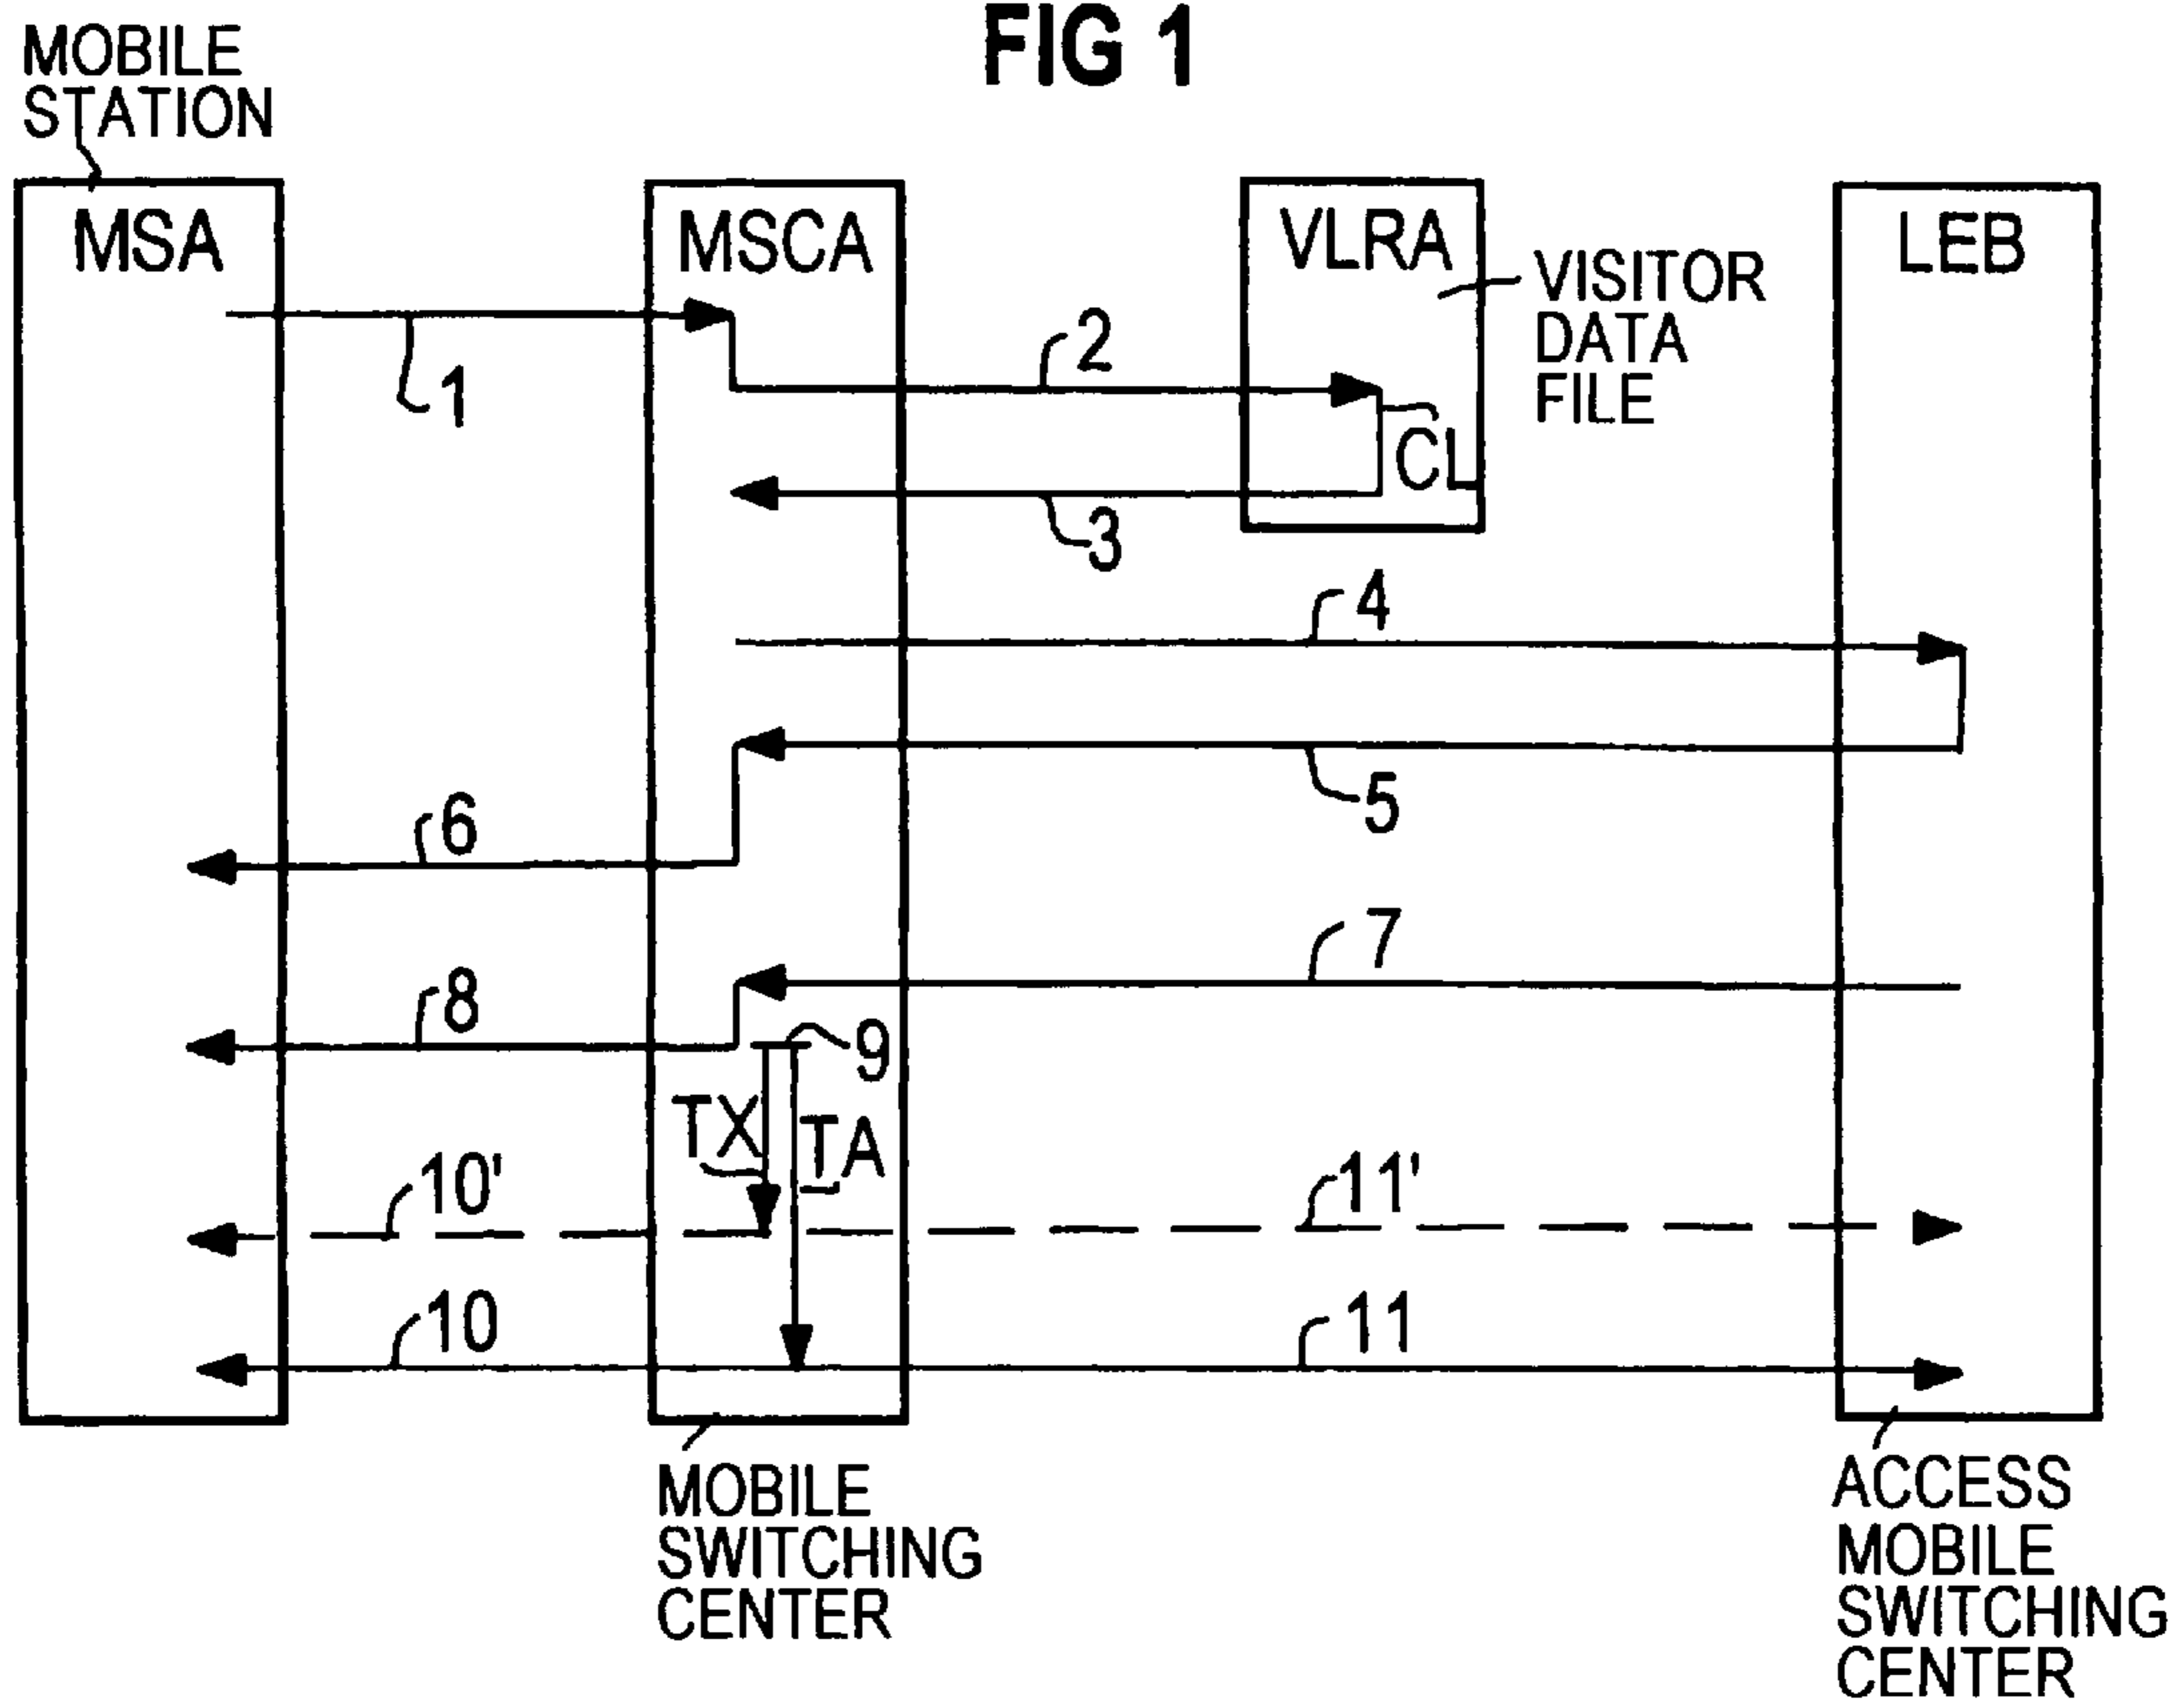 FIG 1
MOBILE
STATION
MSA
MSCA
VLRA
LEB
VISITOR
DATA
FILE
1
2
CL
3
4
5
6
7
8
9
TX
TA
10'
11'
10
11
MOBILE
SWITCHING
CENTER
ACCESS
MOBILE
SWITCHING
CENTER